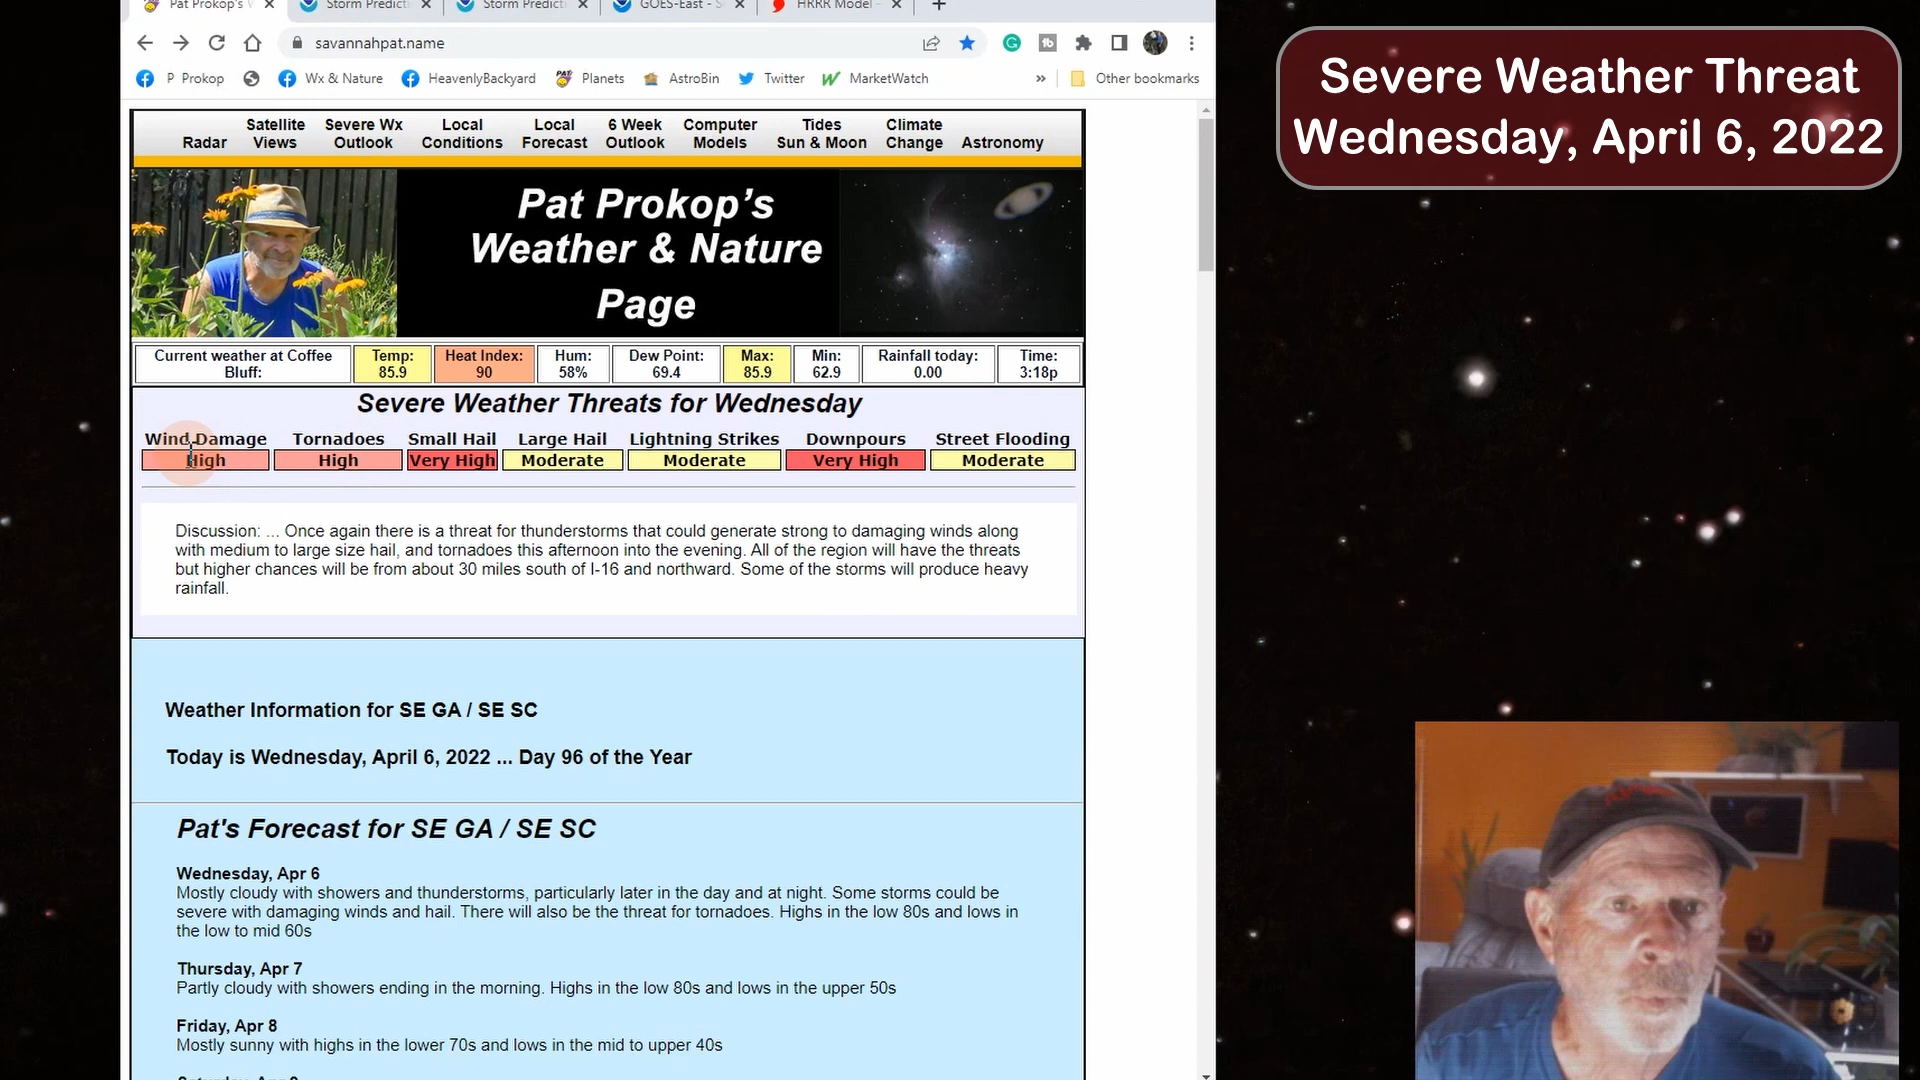 Pat Prokop's
Storm Predict
Storm Predict
GOES-East - S
HRRR Model -
savannahpat.name
P Prokop
Wx & Nature
HeavenlyBackyard
Planets
AstroBin
Twitter
MarketWatch
»
Other bookmarks
Severe Weather Threat
Wednesday, April 6, 2022
Radar
Satellite
Views
Severe Wx
Outlook
Local
Conditions
Local
Forecast
6 Week
Outlook
Computer
Models
Tides
Sun & Moon
Climate
Change
Astronomy
Pat Prokop's
Weather & Nature
Page
Current weather at Coffee
Bluff:
Temp:
85.9
Heat Index:
90
Hum:
58%
Dew Point:
69.4
Max:
85.9
Min:
62.9
Rainfall today:
0.00
Time:
3:18p
Severe Weather Threats for Wednesday
Wind Damage Tornadoes Small Hail Large Hail Lightning Strikes Downpours Street Flooding
High High Very High Moderate Moderate Very High Moderate
Discussion: ... Once again there is a threat for thunderstorms that could generate strong to damaging winds along
with medium to large size hail, and tornadoes this afternoon into the evening. All of the region will have the threats
but higher chances will be from about 30 miles south of I-16 and northward. Some of the storms will produce heavy
rainfall.
Weather Information for SE GA / SE SC
Today is Wednesday, April 6, 2022 ... Day 96 of the Year
Pat's Forecast for SE GA / SE SC
Wednesday, Apr 6
Mostly cloudy with showers and thunderstorms, particularly later in the day and at night. Some storms could be
severe with damaging winds and hail. There will also be the threat for tornadoes. Highs in the low 80s and lows in
the low to mid 60s
Thursday, Apr 7
Partly cloudy with showers ending in the morning. Highs in the low 80s and lows in the upper 50s
Friday, Apr 8
Mostly sunny with highs in the lower 70s and lows in the mid to upper 40s